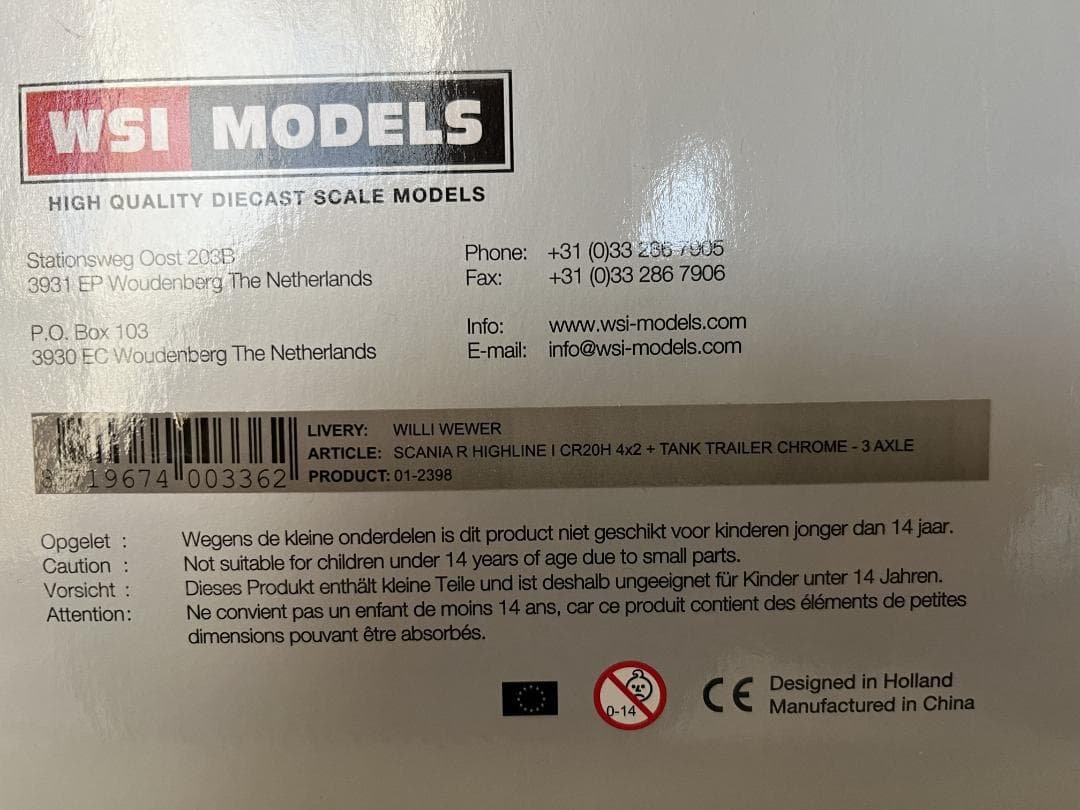 WSI MODELS
HIGH QUALITY DIECAST SCALE MODELS
Stationsweg Oost 203B
3931 EP Woudenberg The Netherlands
P.O. Box 103
3930 EC Woudenberg The Netherlands
Phone: +31 (0)33 286 7905
Fax: +31 (0)33 286 7906
Info: www.wsi-models.com
E-mail: info@wsi-models.com
8 19674 003362
LIVERY: WILLI WEWER
ARTICLE: SCANIA R HIGHLINE I CR20H 4x2 + TANK TRAILER CHROME - 3 AXLE
PRODUCT: 01-2398
Opgelet : Wegens de kleine onderdelen is dit product niet geschikt voor kinderen jonger dan 14 jaar.
Caution : Not suitable for children under 14 years of age due to small parts.
Vorsicht : Dieses Produkt enthält kleine Teile und ist deshalb ungeeignet für Kinder unter 14 Jahren.
Attention: Ne convient pas un enfant de moins 14 ans, car ce produit contient des éléments de petites
dimensions pouvant être absorbés.
0-14
CE
Designed in Holland
Manufactured in China